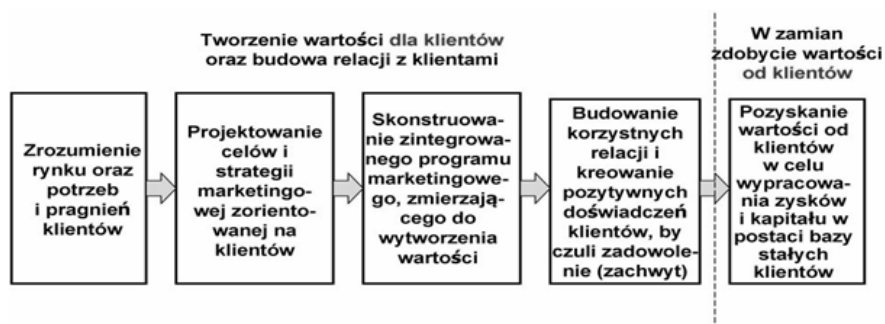 Tworzenie wartości dla klientów
oraz budowa relacji z klientami
W zamian
zdobycie wartości
od klientów
Zrozumienie
rynku oraz
potrzeb
i pragnień
klientów
Projektowanie
celów i
strategii
marketingo-
wej zoriento-
wanej na
klientów
Skonstruowa-
nie zintegrowa-
nego programu
marketingowe-
go, zmierzają-
cego do
wytworzenia
wartości
Budowanie
korzystnych
relacji i
kreowanie
pozytywnych
doświadczeń
klientów, by
czuli zadowole-
nie (zachwyt)
Pozyskanie
wartości od
klientów
w celu
wypracowa-
nia zysków
i kapitału w
postaci bazy
stałych
klientów